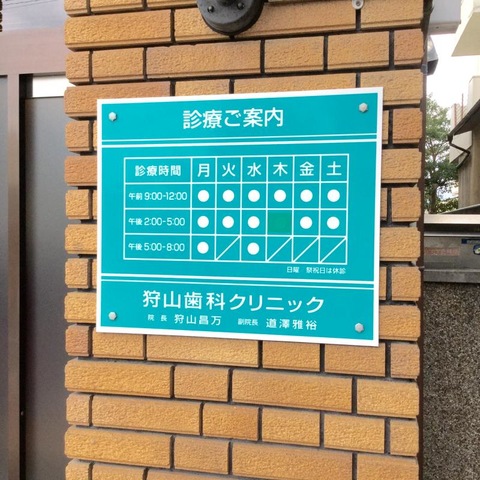 診療ご案内
診療時間 月 火 水 木 金 土
午前 9:00-12:00 ● ● ● ● ● ●
午後 2:00-5:00 ● ● ● ● ●
午後 5:00-8:00 ● ／ ● ／ ／ ／
日曜 祭祝日は休診
狩山歯科クリニック
院長 狩山昌万 副院長 道澤雅裕